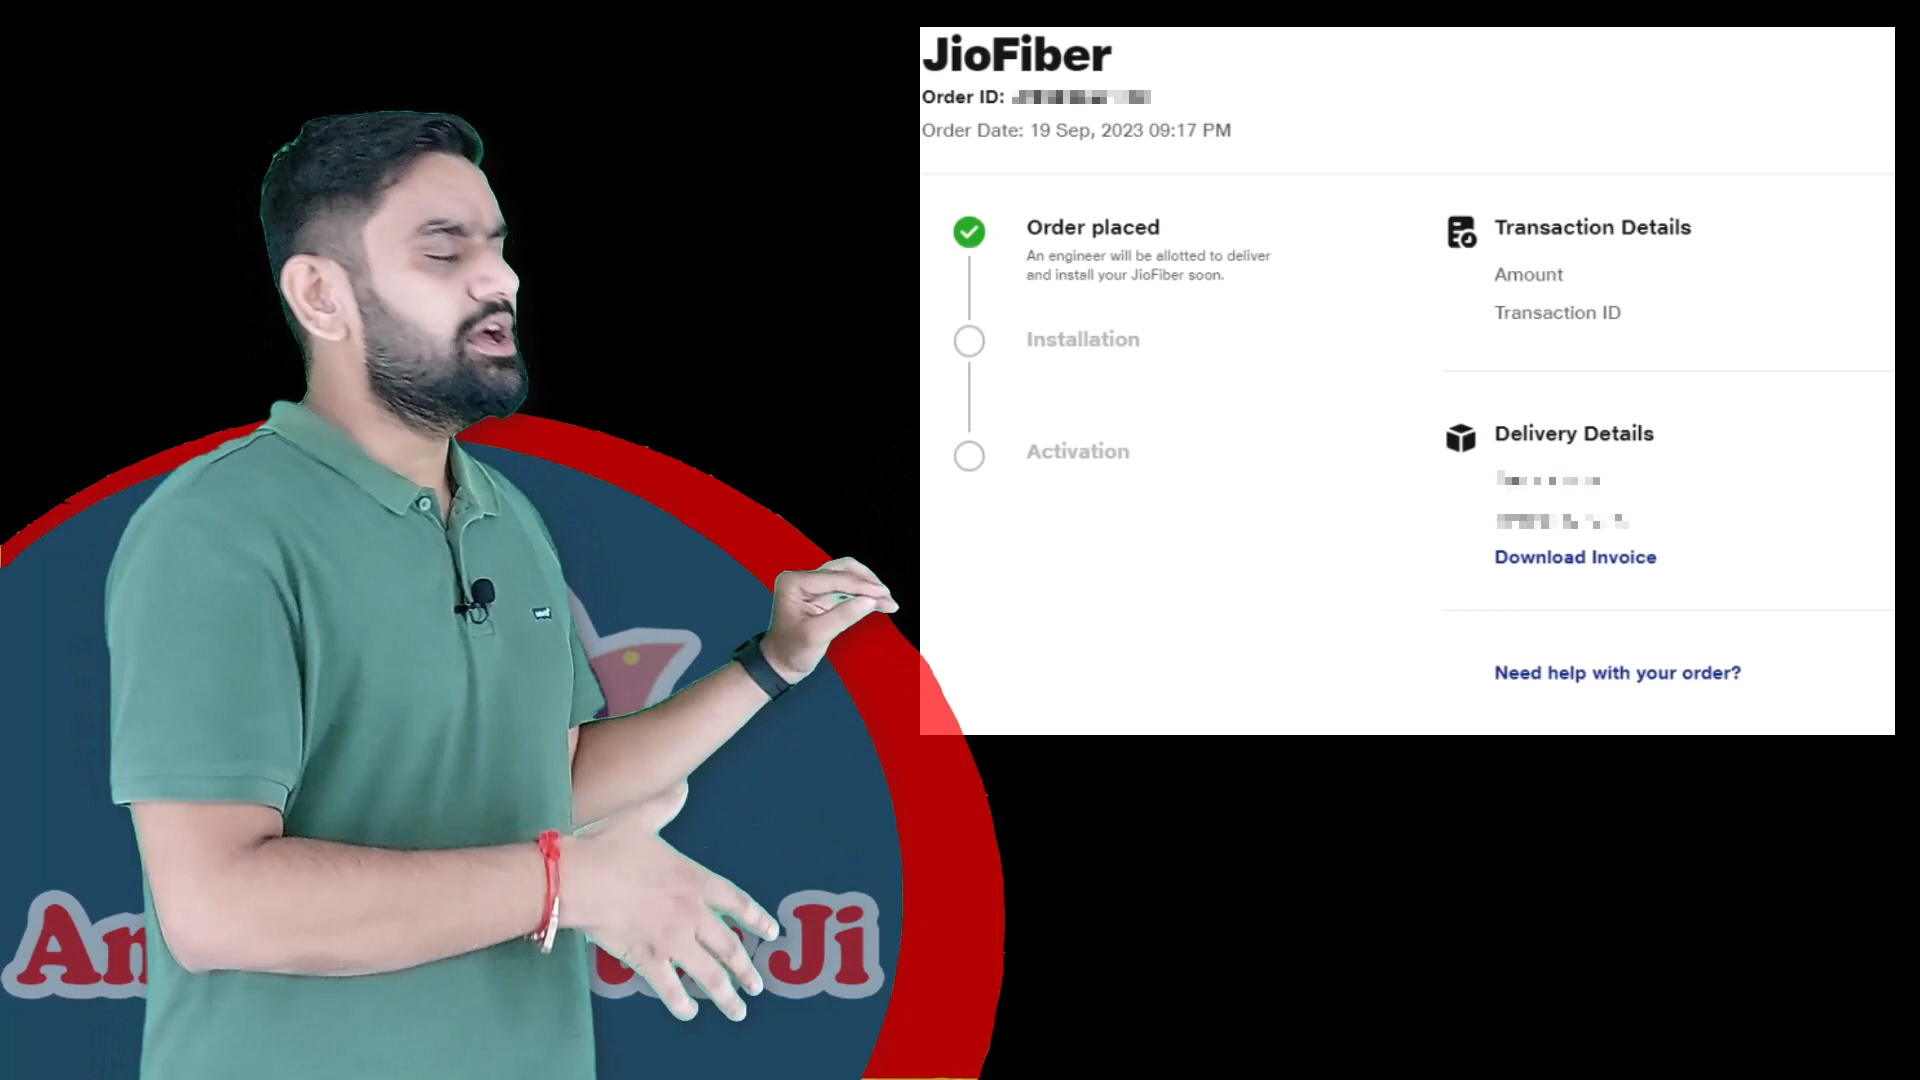 JioFiber
Order ID:
Order Date: 19 Sep, 2023 09:17 PM
Order placed
An engineer will be allotted to deliver
and install your JioFiber soon.
Installation
Activation
Transaction Details
Amount
Transaction ID
Delivery Details
Download Invoice
Need help with your order?
Ji